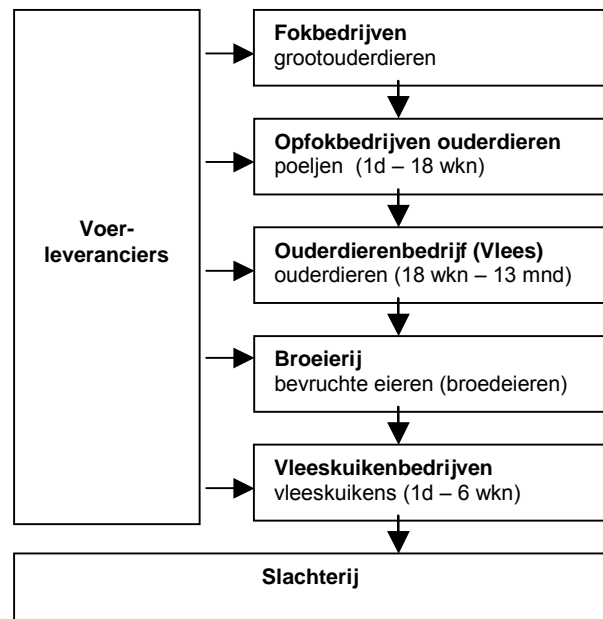 Fokbedrijven
grootouderdieren
Opfokbedrijven ouderdieren
poeljen (1d – 18 wkn)
Voer-
leveranciers
Ouderdierenbedrijf (Vlees)
ouderdieren (18 wkn – 13 mnd)
Broeierij
bevruchte eieren (broedeieren)
Vleeskuikenbedrijven
vleeskuikens (1d – 6 wkn)
Slachterij